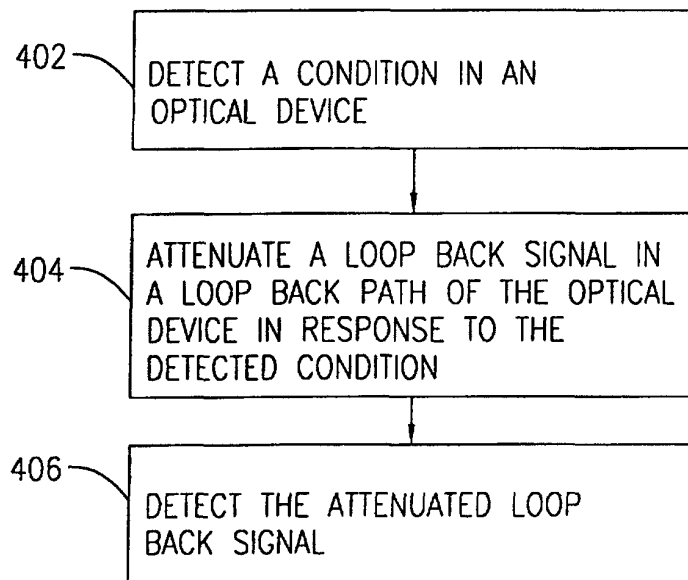 402
DETECT A CONDITION IN AN
OPTICAL DEVICE
404
ATTENUATE A LOOP BACK SIGNAL IN
A LOOP BACK PATH OF THE OPTICAL
DEVICE IN RESPONSE TO THE
DETECTED CONDITION
406
DETECT THE ATTENUATED LOOP
BACK SIGNAL